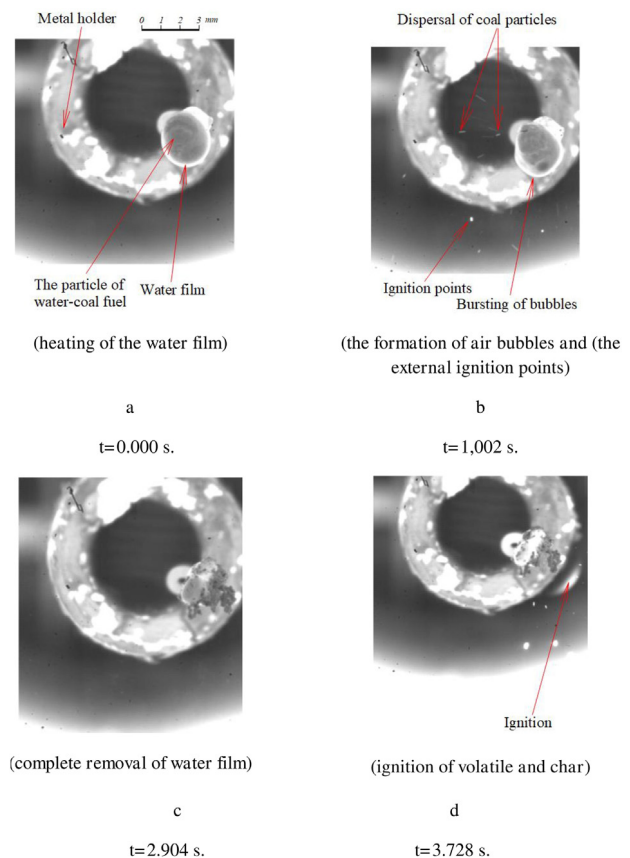 Metal holder
0 1 2 3 mm
The particle of
water-coal fuel
Water film
(heating of the water film)
a
t=0.000 s.
Dispersal of coal particles
Ignition points
Bursting of bubbles
(the formation of air bubbles and (the
external ignition points)
b
t=1,002 s.
(complete removal of water film)
c
t=2.904 s.
Ignition
(ignition of volatile and char)
d
t=3.728 s.